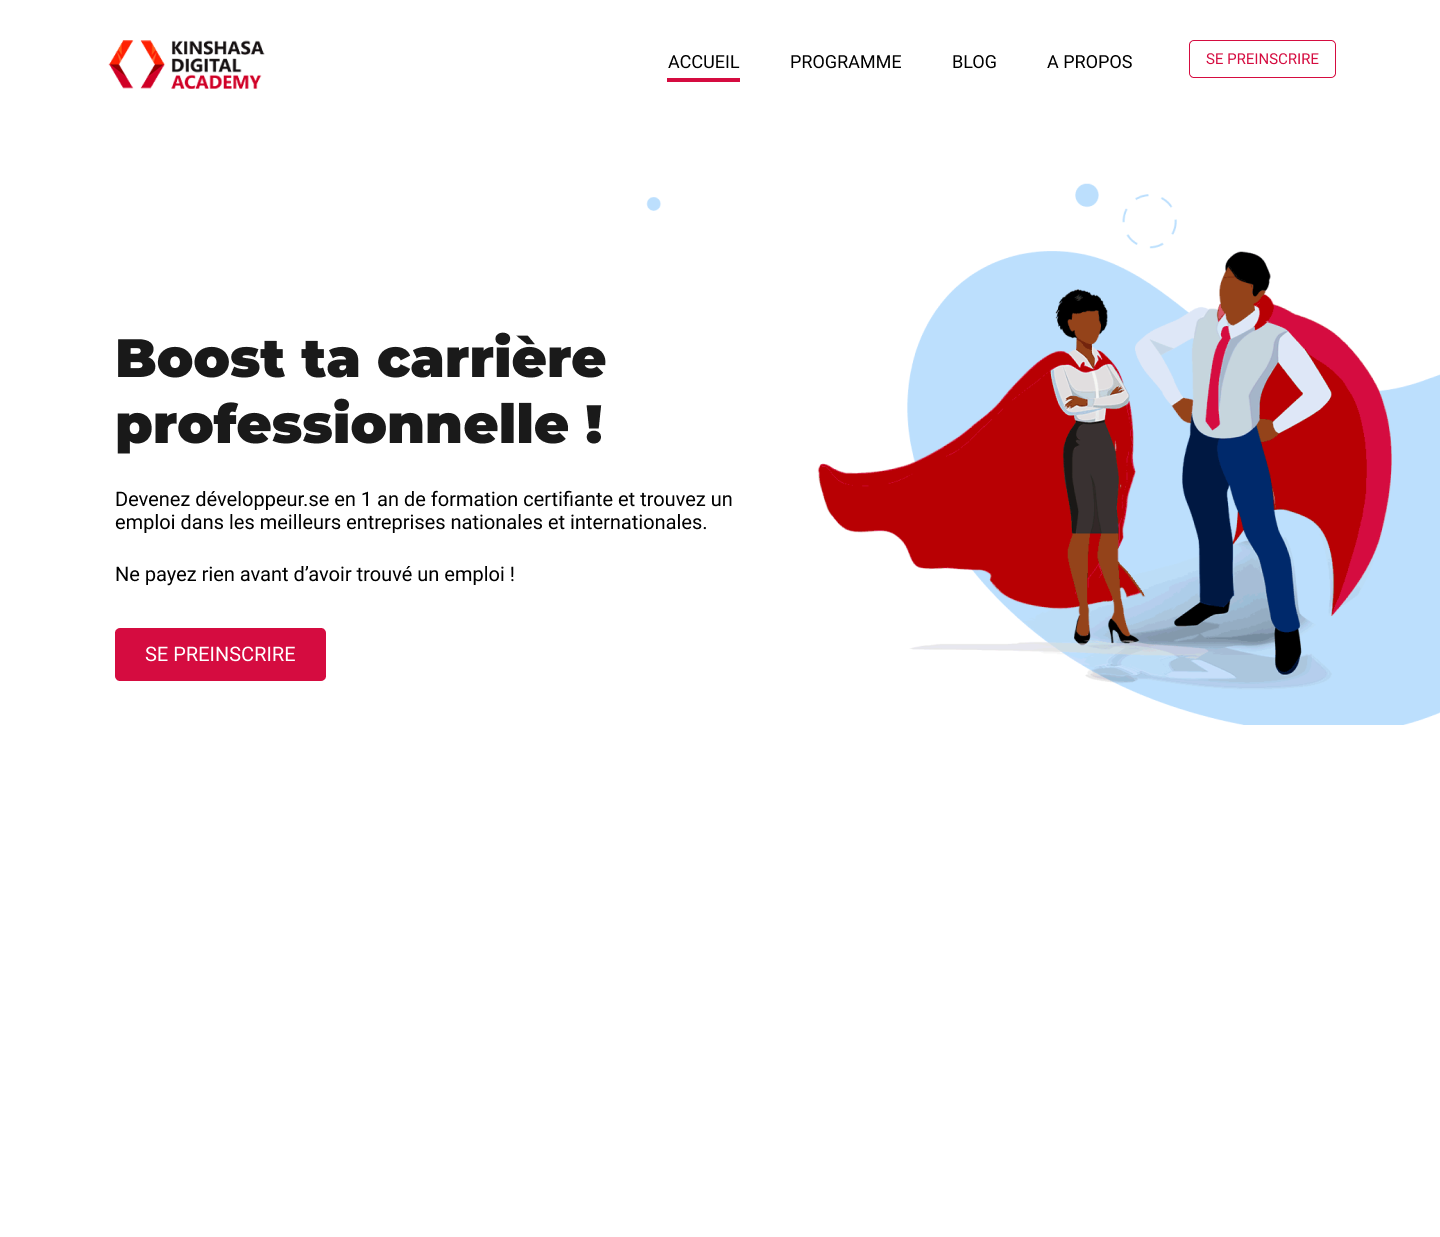 KINSHASA
DIGITAL
ACADEMY
ACCUEIL
PROGRAMME
BLOG
A PROPOS
SE PREINSCRIRE
Boost ta carrière
professionnelle !
Devenez développeur.se en 1 an de formation certifiante et trouvez un
emploi dans les meilleurs entreprises nationales et internationales.
Ne payez rien avant d’avoir trouvé un emploi !
SE PREINSCRIRE